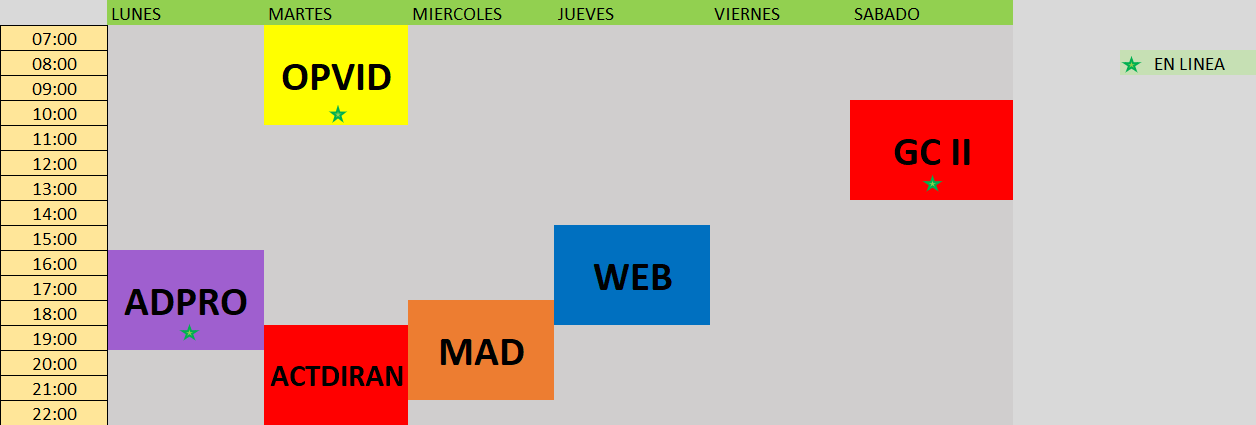 LUNES MARTES MIERCOLES JUEVES VIERNES SABADO
07:00
08:00 EN LINEA
OPVID
09:00
10:00
11:00
12:00 GC II
13:00
14:00
15:00
16:00
WEB
17:00
ADPRO
18:00
19:00
MAD
20:00
ACTDIRAN
21:00
22:00